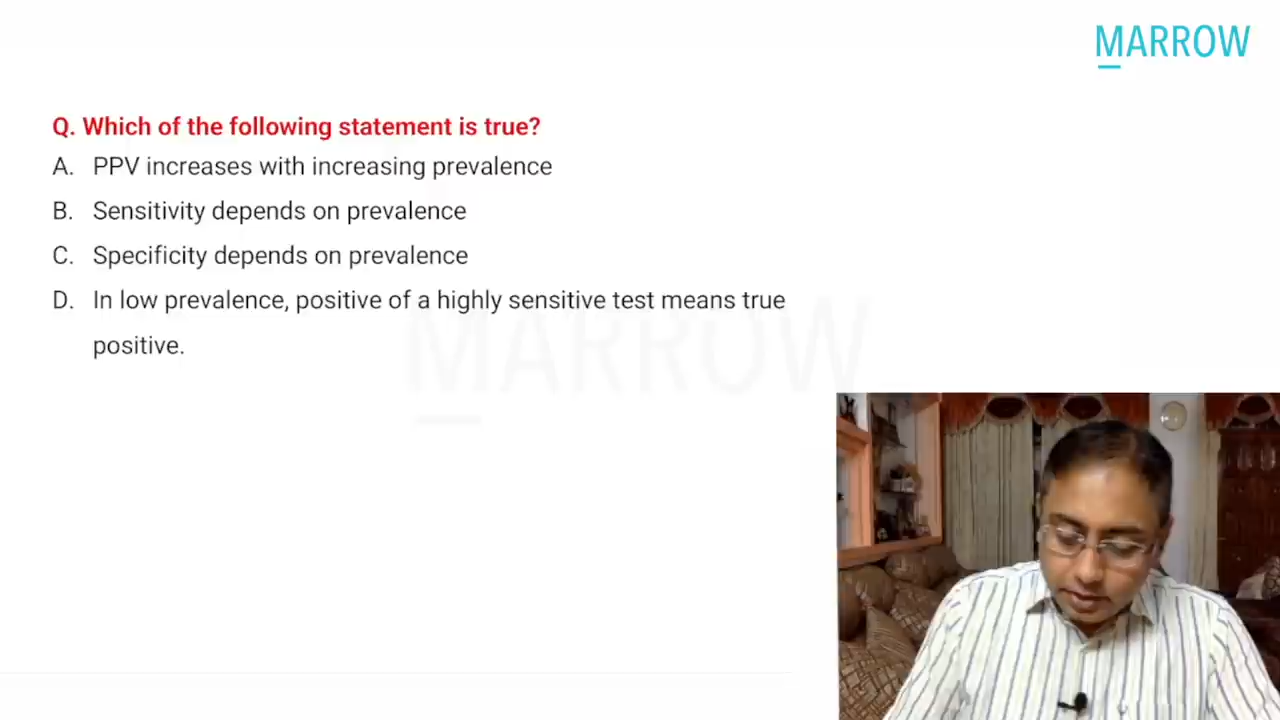 MARROW
Q. Which of the following statement is true?
A. PPV increases with increasing prevalence
B. Sensitivity depends on prevalence
C. Specificity depends on prevalence
D. In low prevalence, positive of a highly sensitive test means true
positive.
MARROW